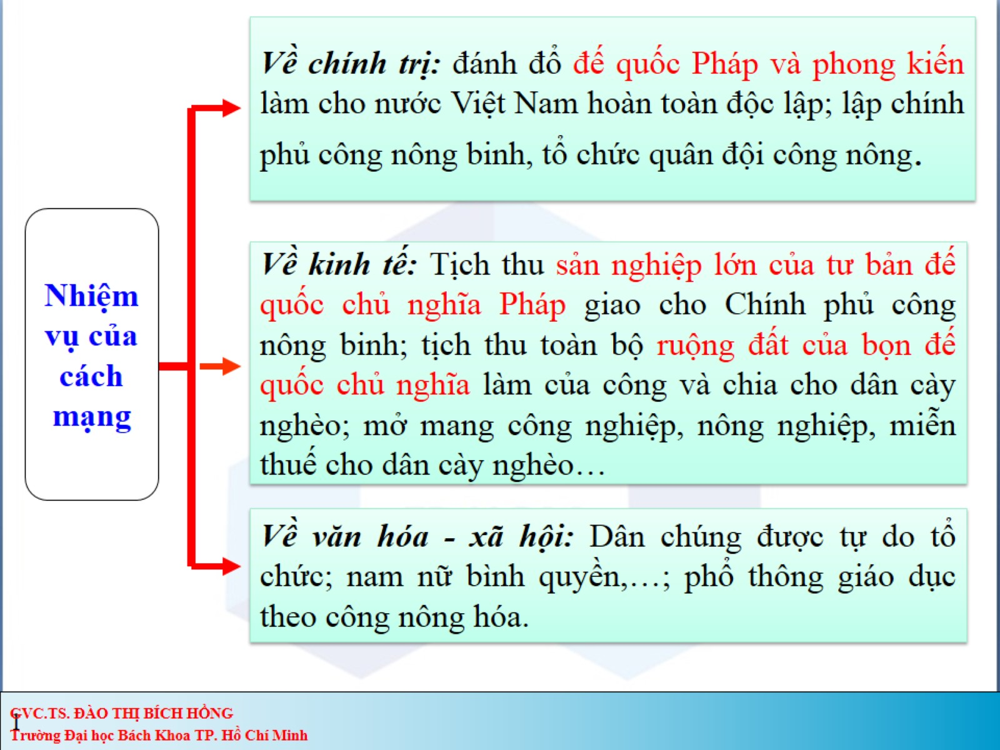 Về chính trị: đánh đổ đế quốc Pháp và phong kiến
làm cho nước Việt Nam hoàn toàn độc lập; lập chính
phủ công nông binh, tổ chức quân đội công nông.
Nhiệm
vụ của
cách
mạng
Về kinh tế: Tịch thu sản nghiệp lớn của tư bản đế
quốc chủ nghĩa Pháp giao cho Chính phủ công
nông binh; tịch thu toàn bộ ruộng đất của bọn đế
quốc chủ nghĩa làm của công và chia cho dân cày
nghèo; mở mang công nghiệp, nông nghiệp, miễn
thuế cho dân cày nghèo…
Về văn hóa - xã hội: Dân chúng được tự do tổ
chức; nam nữ bình quyền,…; phổ thông giáo dục
theo công nông hóa.
GVC.TS. ĐÀO THỊ BÍCH HỒNG
1
Trường Đại học Bách Khoa TP. Hồ Chí Minh